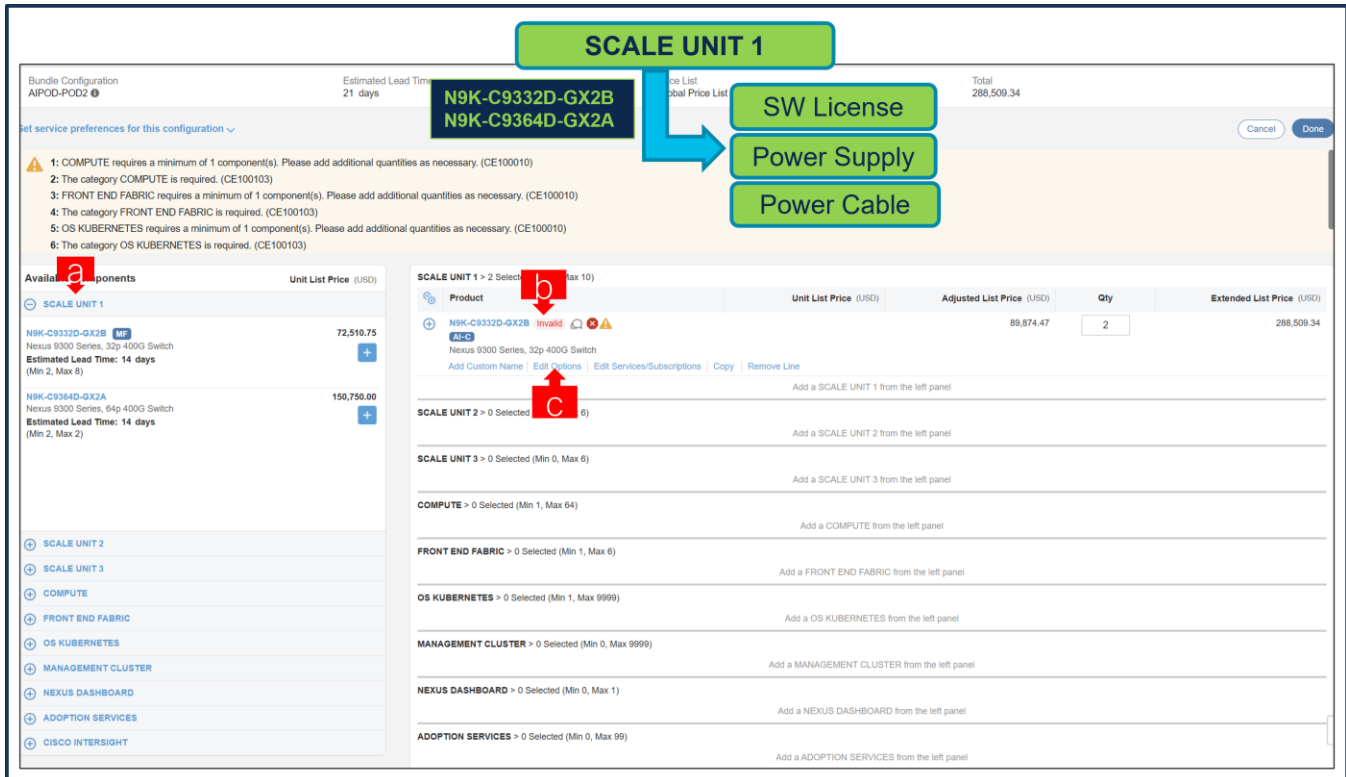 SCALE UNIT 1
Bundle Configuration
AIPOD-POD2
Estimated Lead Time
21 days
N9K-C9332D-GX2B
N9K-C9364D-GX2A
ce List
obal Price List
Total
288,509.34
SW License
Power Supply
Power Cable
et service preferences for this configuration
Cancel
Done
1: COMPUTE requires a minimum of 1 component(s). Please add additional quantities as necessary. (CE100010)
2: The category COMPUTE is required. (CE100103)
3: FRONT END FABRIC requires a minimum of 1 component(s). Please add additional quantities as necessary. (CE100010)
4: The category FRONT END FABRIC is required. (CE100103)
5: OS KUBERNETES requires a minimum of 1 component(s). Please add additional quantities as necessary. (CE100010)
6: The category OS KUBERNETES is required. (CE100103)
a
Availa ponents Unit List Price (USD)
SCALE UNIT 1
N9K-C9332D-GX2B MF 72,510.75
Nexus 9300 Series, 32p 400G Switch
Estimated Lead Time: 14 days
(Min 2, Max 8)
N9K-C9364D-GX2A 150,750.00
Nexus 9300 Series, 64p 400G Switch
Estimated Lead Time: 14 days
(Min 2, Max 2)
SCALE UNIT 2
SCALE UNIT 3
COMPUTE
FRONT END FABRIC
OS KUBERNETES
MANAGEMENT CLUSTER
NEXUS DASHBOARD
ADOPTION SERVICES
CISCO INTERSIGHT
SCALE UNIT 1 > 2 Selecte Max 10)
b
Product Unit List Price (USD) Adjusted List Price (USD) Qty Extended List Price (USD)
N9K-C9332D-GX2B Invalid 89,874.47 2 288,509.34
AI-C
Nexus 9300 Series, 32p 400G Switch
Add Custom Name | Edit Options | Edit Services/Subscriptions | Copy | Remove Line
c
Add a SCALE UNIT 1 from the left panel
SCALE UNIT 2 > 0 Selected 6)
Add a SCALE UNIT 2 from the left panel
SCALE UNIT 3 > 0 Selected (Min 0, Max 6)
Add a SCALE UNIT 3 from the left panel
COMPUTE > 0 Selected (Min 1, Max 64)
Add a COMPUTE from the left panel
FRONT END FABRIC > 0 Selected (Min 1, Max 6)
Add a FRONT END FABRIC from the left panel
OS KUBERNETES > 0 Selected (Min 1, Max 9999)
Add a OS KUBERNETES from the left panel
MANAGEMENT CLUSTER > 0 Selected (Min 0, Max 9999)
Add a MANAGEMENT CLUSTER from the left panel
NEXUS DASHBOARD > 0 Selected (Min 0, Max 1)
Add a NEXUS DASHBOARD from the left panel
ADOPTION SERVICES > 0 Selected (Min 0, Max 99)
Add a ADOPTION SERVICES from the left panel